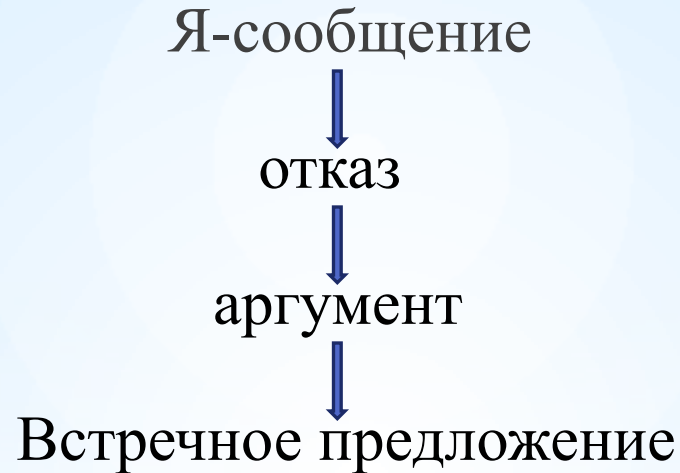 Я-сообщение
отказ
аргумент
Встречное предложение